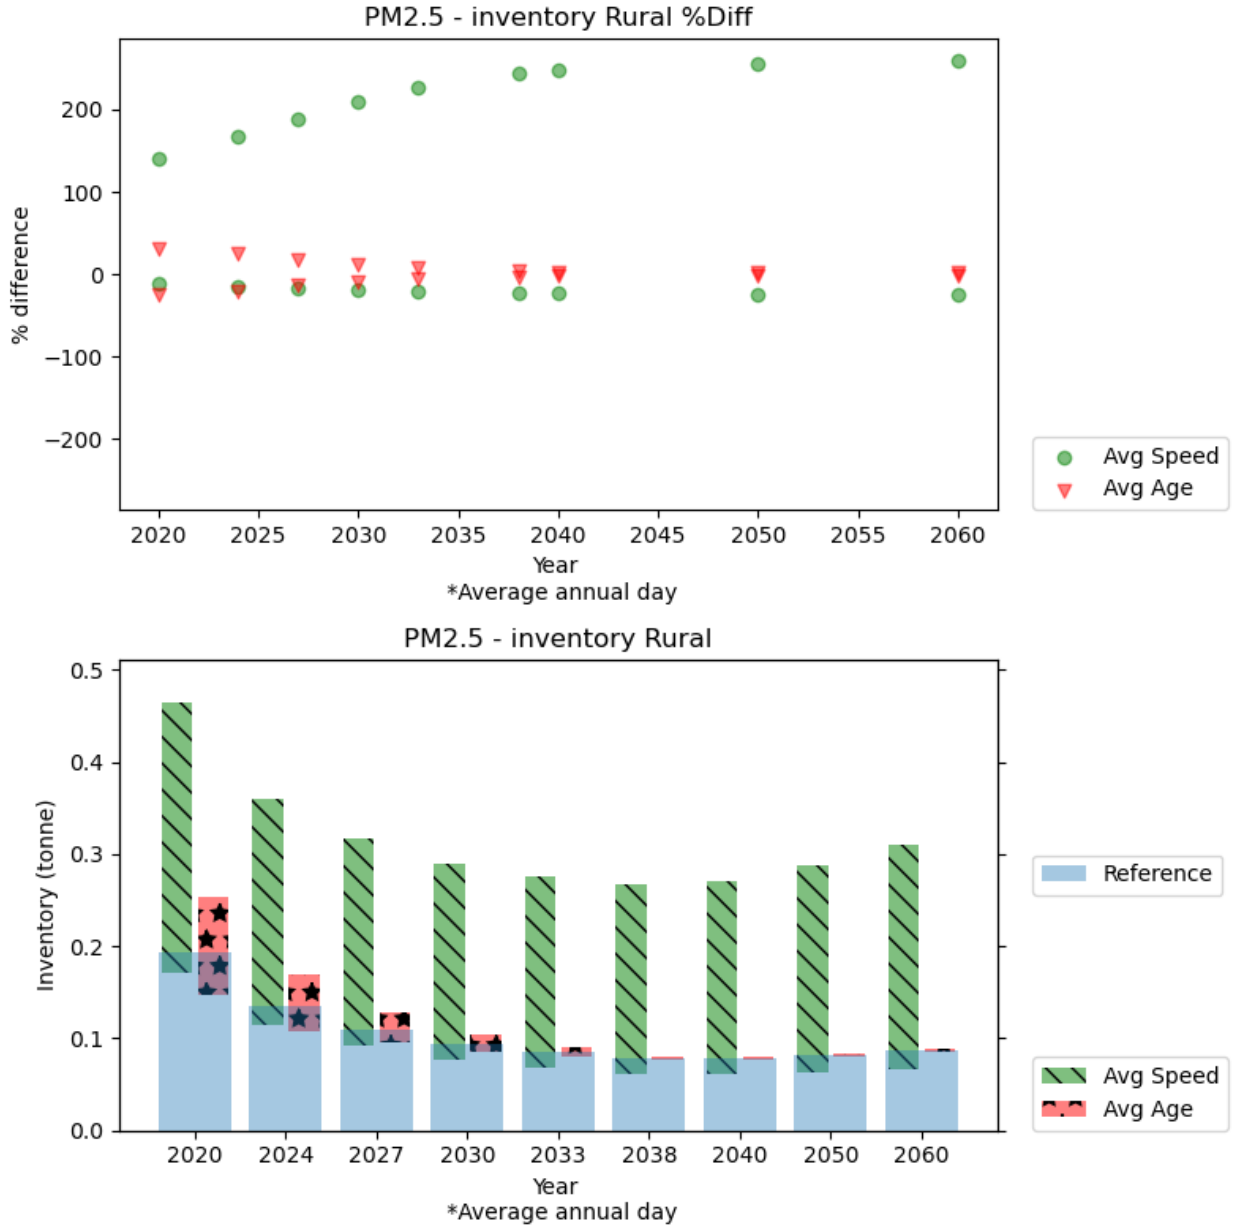 PM2.5 - inventory Rural %Diff
% difference
200
100
0
−100
−200
2020 2025 2030 2035 2040 2045 2050 2055 2060
Year
*Average annual day
Avg Speed
Avg Age
PM2.5 - inventory Rural
Inventory (tonne)
0.5
0.4
0.3
0.2
0.1
0.0
2020 2024 2027 2030 2033 2038 2040 2050 2060
Year
*Average annual day
Reference
Avg Speed
Avg Age